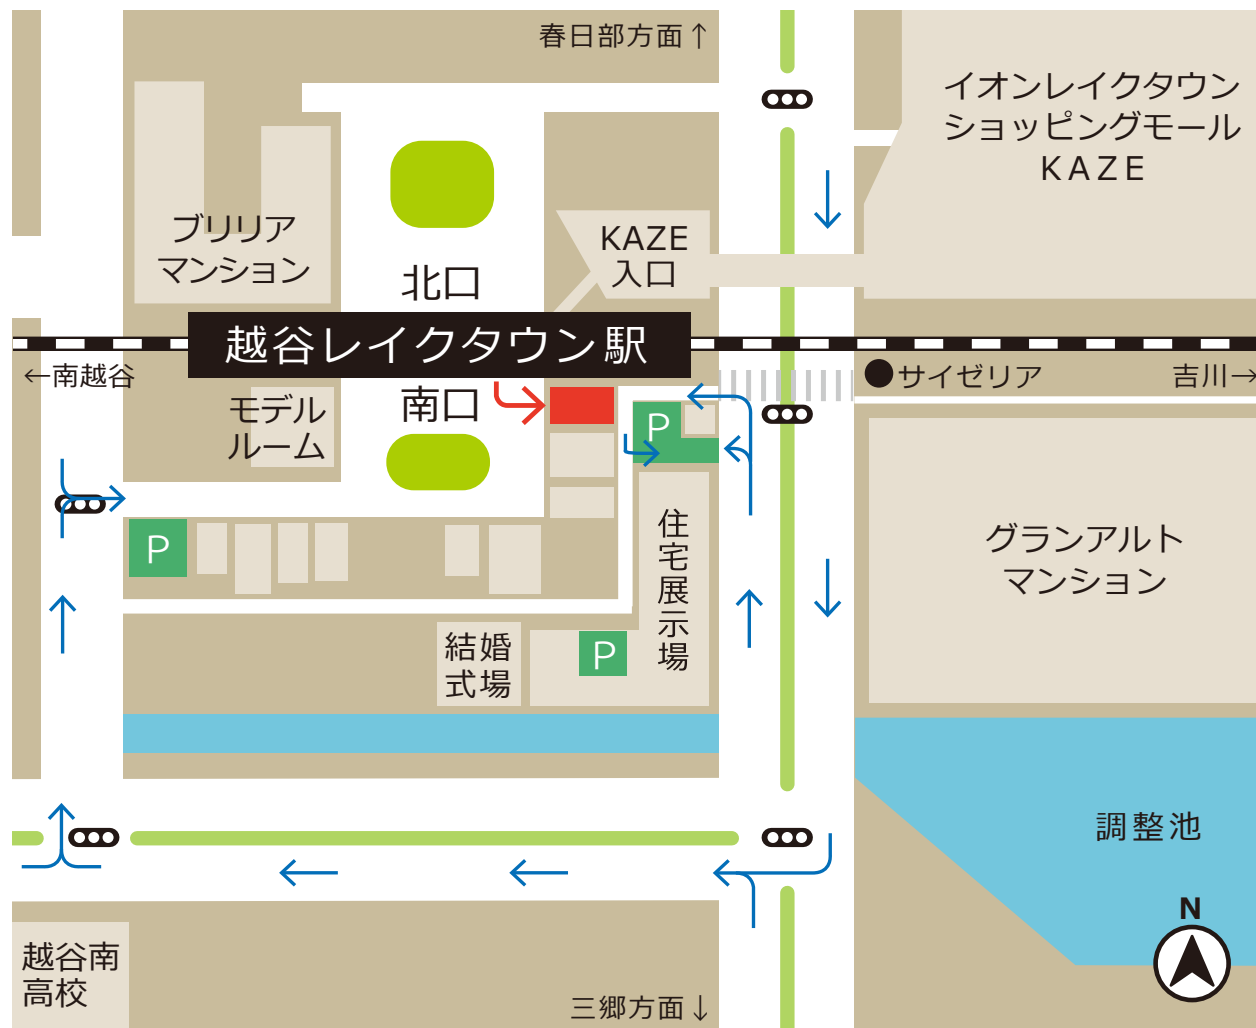 春日部方面↑
イオンレイクタウン
ショッピングモール
KAZE
ブリリア
マンション
北口
KAZE
入口
越谷レイクタウン駅
←南越谷
サイゼリア
吉川→
モデル
ルーム
南口
P
P
住宅展示場
グランアルト
マンション
結婚
式場
P
調整池
N
越谷南
高校
三郷方面↓